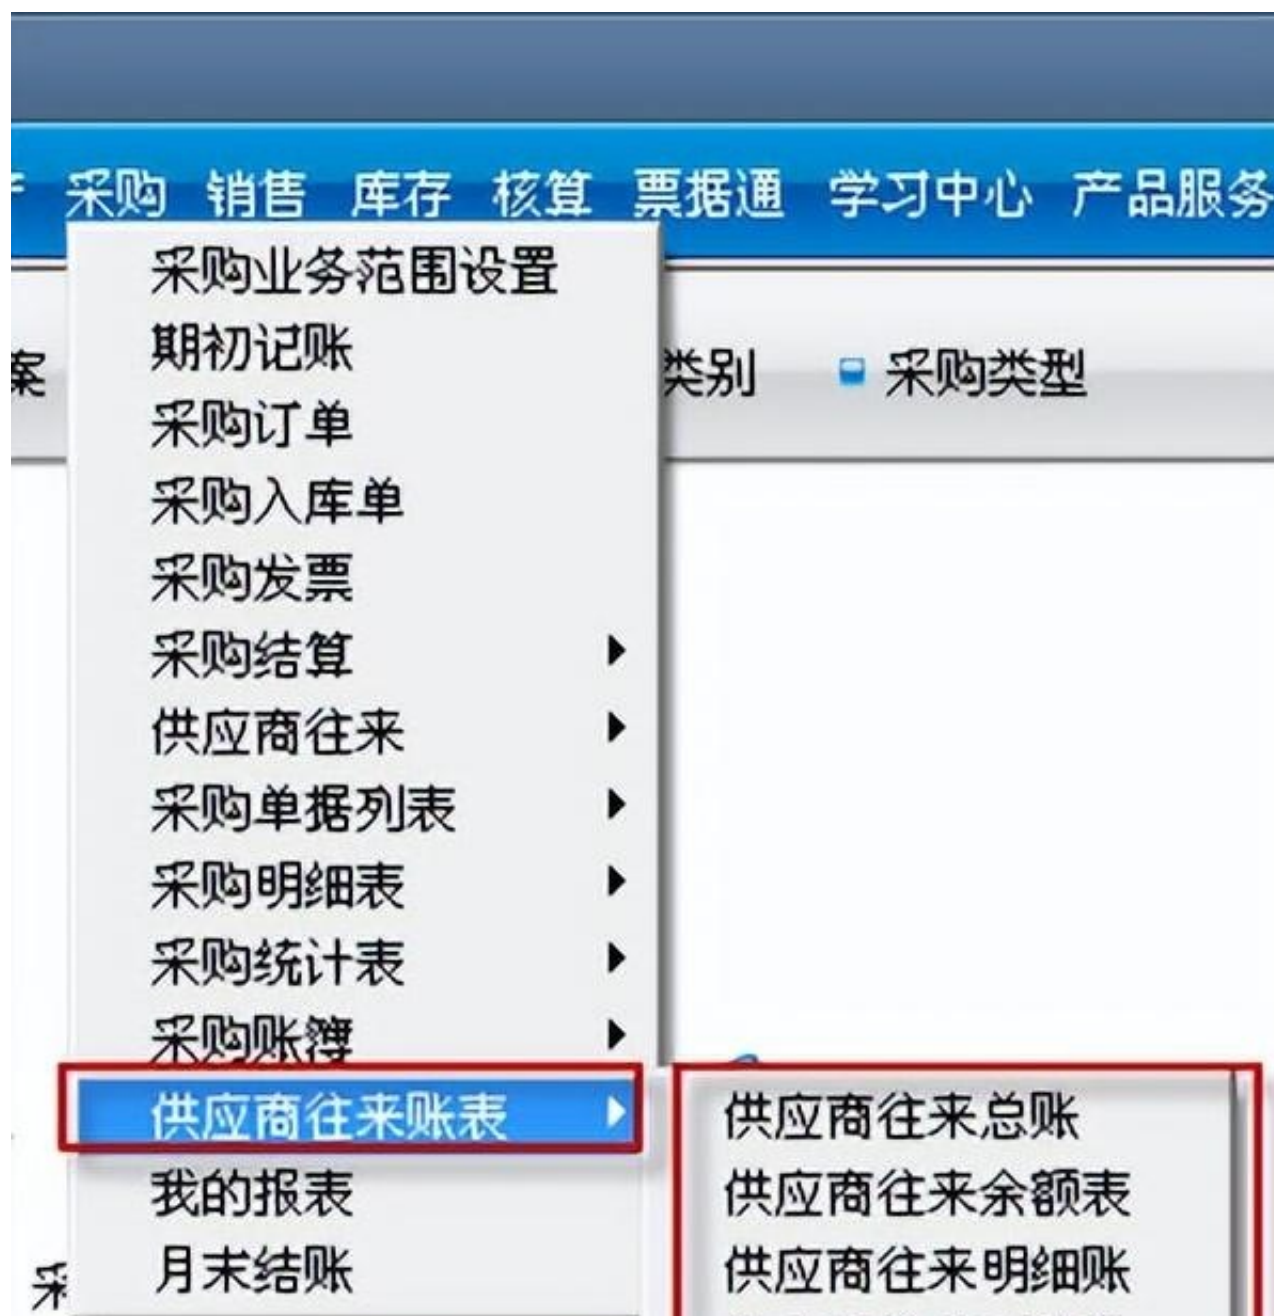 采购 销售 库存 核算 票据通 学习中心 产品服务
采购业务范围设置
期初记账
案 类别 采购类型
采购订单
采购入库单
采购发票
采购结算
供应商往来
采购单据列表
采购明细表
采购统计表
采购账簿
供应商往来账表 供应商往来总账
我的报表 供应商往来余额表
采 月末结账 供应商往来明细账